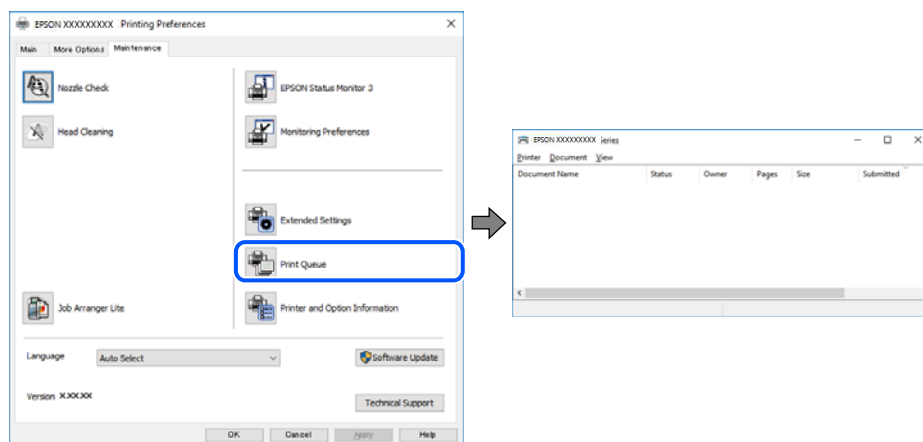 EPSON XXXXXXXXX Printing Preferences
Main More Options Maintenance
Nozzle Check
EPSON Status Monitor 3
Head Cleaning
Monitoring Preferences
Extended Settings
Print Queue
Job Arranger Lite
Printer and Option Information
Language
Auto Select
Software Update
Version X.XX.XX
Technical Support
OK Cancel Apply Help
EPSON XXXXXXXXX ieries
Printer Document View
Document Name Status Owner Pages Size Submitted